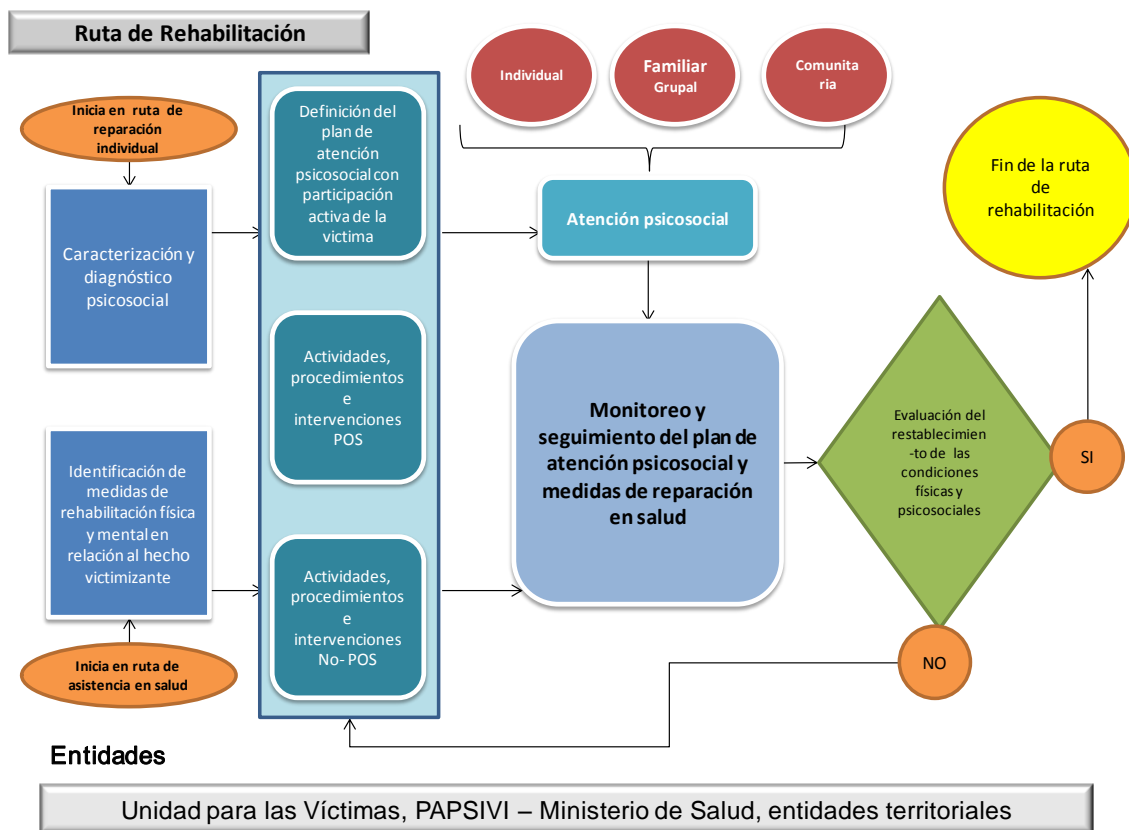 Ruta de Rehabilitación
Inicia en ruta de
reparación
individual
Caracterización y
diagnóstico
psicosocial
Identificación de
medidas de
rehabilitación física
y mental en
relación al hecho
victimizante
Inicia en ruta de
asistencia en salud
Definición del
plan de
atención
psicosocial con
participación
activa de la
victima
Actividades,
procedimientos
e
intervenciones
POS
Actividades,
procedimientos
e
intervenciones
No- POS
Individual
Familiar
Grupal
Comunita
ria
Atención psicosocial
Monitoreo y
seguimiento del plan de
atención psicosocial y
medidas de reparación
en salud
Evaluación del
restablecimien
-to de las
condiciones
físicas y
psicosociales
SI
NO
Fin de la ruta
de
rehabilitación
Entidades
Unidad para las Víctimas, PAPSIVI – Ministerio de Salud, entidades territoriales